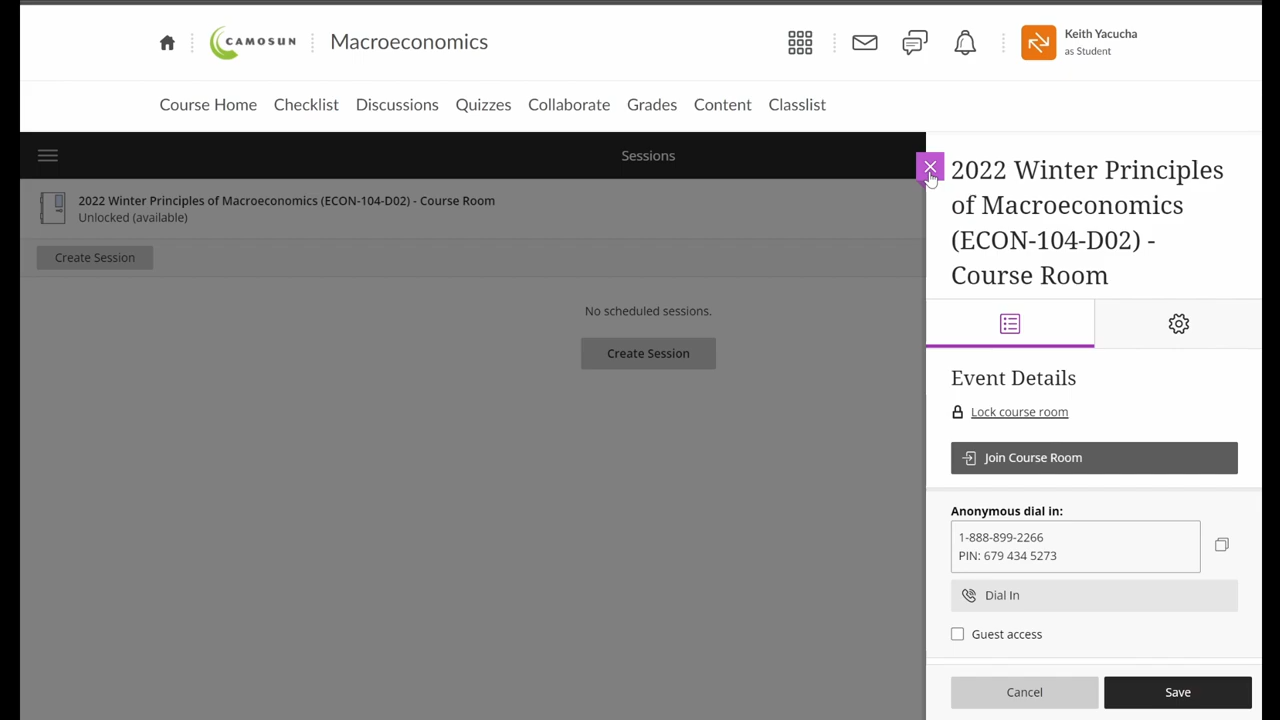 CAMOSUN
Macroeconomics
Keith Yacucha
as Student
Course Home Checklist Discussions Quizzes Collaborate Grades Content Classlist
Sessions
2022 Winter Principles of Macroeconomics (ECON-104-D02) - Course Room
Unlocked (available)
Create Session
No scheduled sessions.
Create Session
2022 Winter Principles
of Macroeconomics
(ECON-104-D02) -
Course Room
Event Details
Lock course room
Join Course Room
Anonymous dial in:
1-888-899-2266
PIN: 679 434 5273
Dial In
Guest access
Cancel
Save